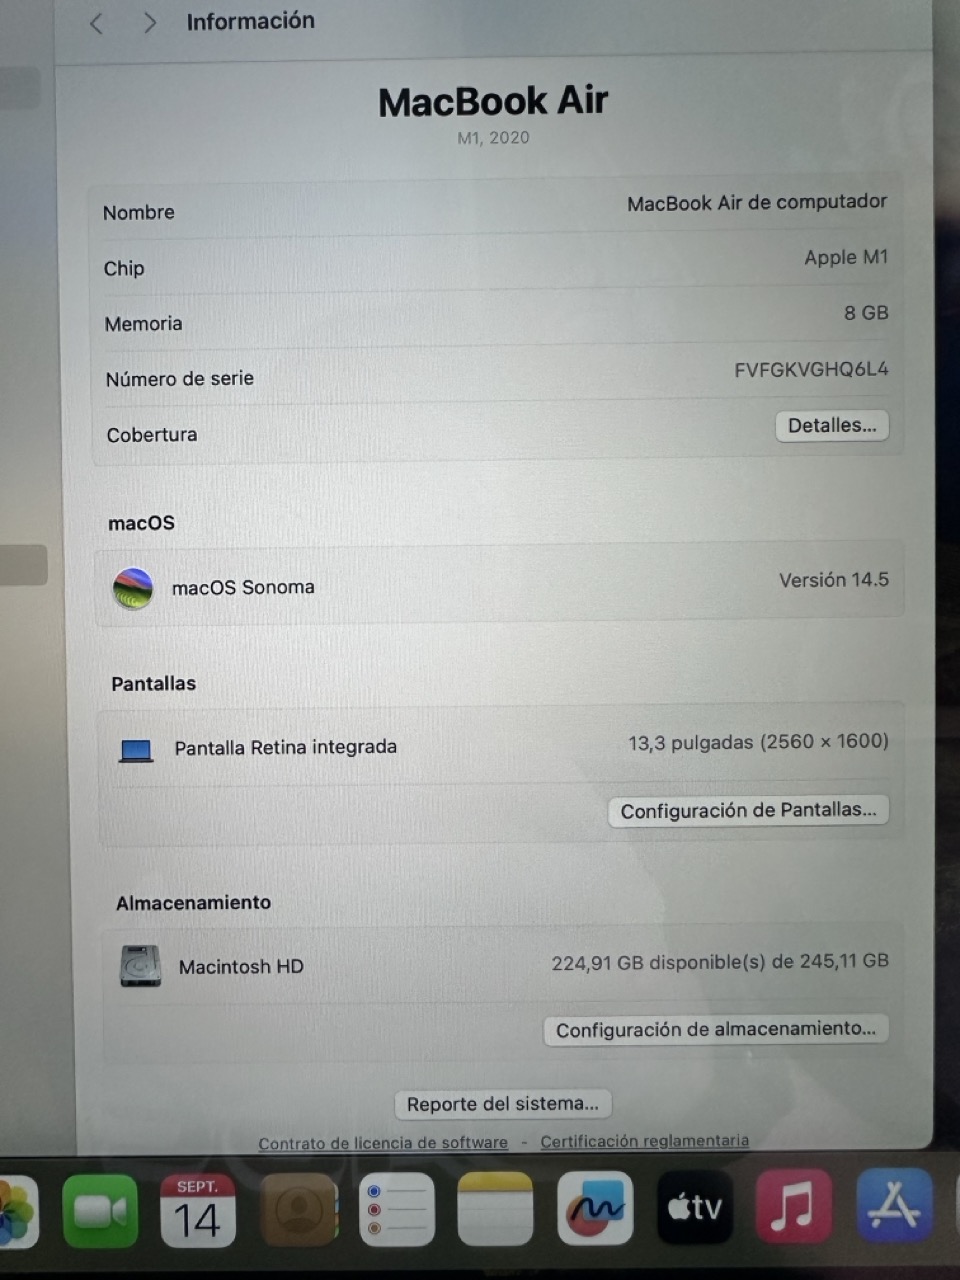 Información
MacBook Air
M1, 2020
Nombre MacBook Air de computador
Chip Apple M1
Memoria 8 GB
Número de serie FVFGKVGHQ6L4
Cobertura Detalles...
macOS
macOS Sonoma Versión 14.5
Pantallas
Pantalla Retina integrada 13,3 pulgadas (2560 × 1600)
Configuración de Pantallas...
Almacenamiento
Macintosh HD 224,91 GB disponible(s) de 245,11 GB
Configuración de almacenamiento...
Reporte del sistema...
Contrato de licencia de software - Certificación reglamentaria
SEPT.
14
tv